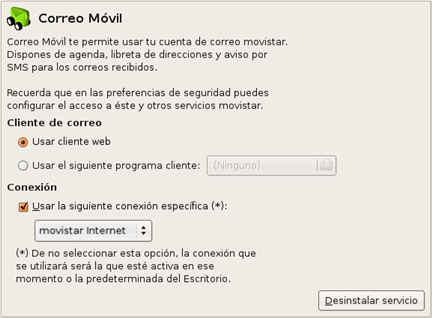 Correo Móvil
Correo Móvil te permite usar tu cuenta de correo movistar.
Dispones de agenda, libreta de direcciones y aviso por
SMS para los correos recibidos.
Recuerda que en las preferencias de seguridad puedes
configurar el acceso a éste y otros servicios movistar.
Cliente de correo
Usar cliente web
Usar el siguiente programa cliente: (Ninguno)
Conexión
Usar la siguiente conexión específica (*):
movistar Internet
(*) De no seleccionar esta opción, la conexión que
se utilizará será la que esté activa en ese
momento o la predeterminada del Escritorio.
Desinstalar servicio